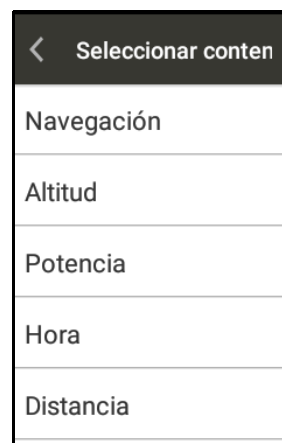 Seleccionar conten
Navegación
Altitud
Potencia
Hora
Distancia